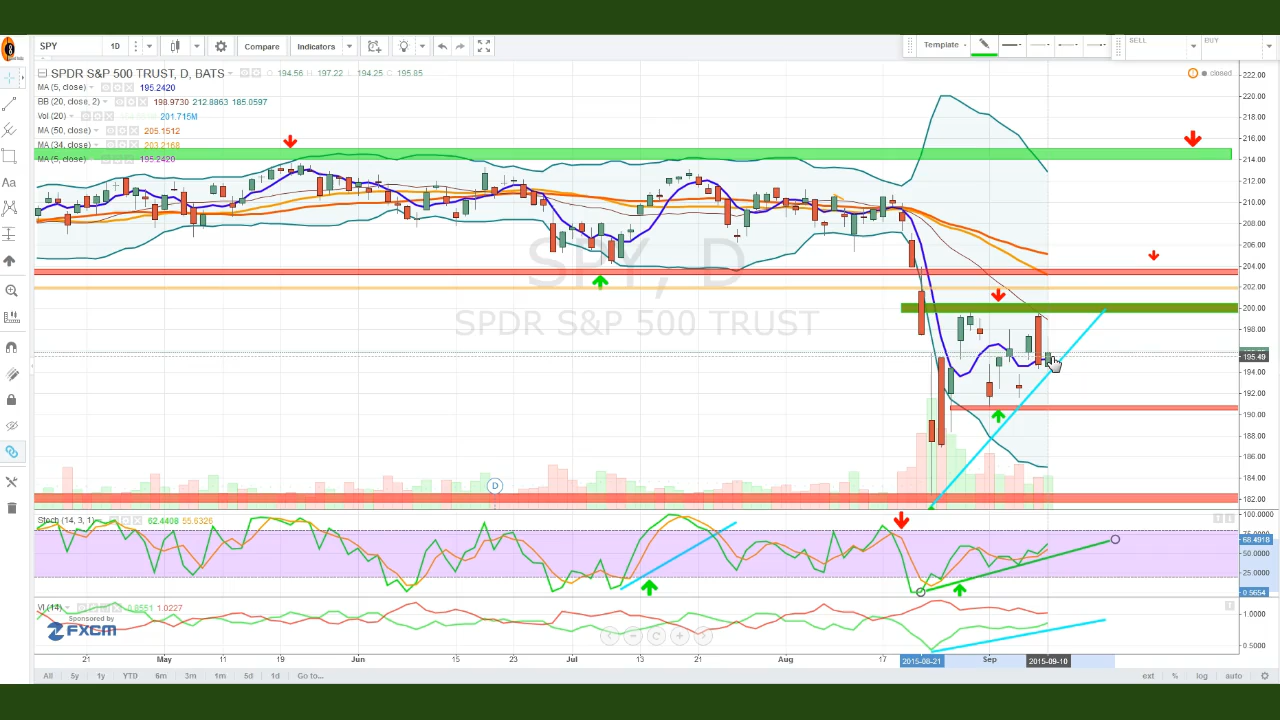 SPY 1D Compare Indicators Template SELL BUY
SPDR S&P 500 TRUST, D, BATS O 194.56 H 197.22 L 194.25 C 195.85 closed
MA (5, close) 195.2420
BB (20, close, 2) 198.9730 212.8863 185.0597
Vol (20) 201.715M
MA (50, close) 205.1512
MA (34, close) 203.2168
MA (5, close) 195.2420
222.00
220.00
218.00
216.00
214.00
212.00
210.00
208.00
206.00
204.00
202.00
200.00
198.00
195.49
194.00
192.00
190.00
188.00
186.00
184.00
182.00
SPY, D
SPDR S&P 500 TRUST
D
Stoch (14, 3, 1) 62.4408 55.6326
100.0000
75.0000
68.4918
50.0000
25.0000
0.5654
VI (14) 0.8551 1.0227
1.0000
0.5000
Sponsored by
FXCM
21 May 11 19 Jun 15 23 Jul 13 21 Aug 17 2015-08-21 Sep 2015-09-10
All 5y 1y YTD 6m 3m 1m 5d 1d Go to... ext % log auto